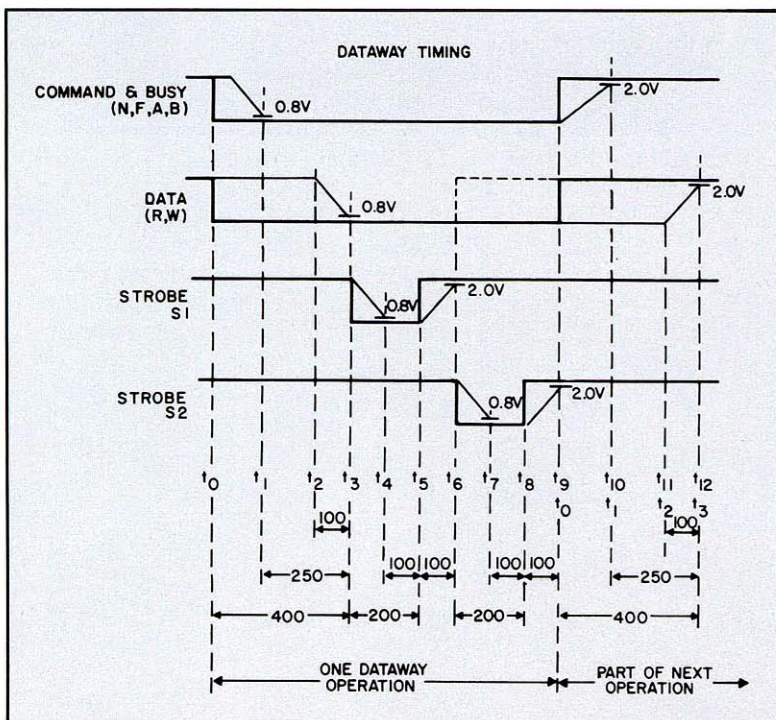 DATAWAY TIMING
COMMAND & BUSY
(N,F,A,B)
0.8V
2.0V
DATA
(R,W)
0.8V
2.0V
STROBE
S1
0.8V
2.0V
STROBE
S2
0.8V
2.0V
t0 t1 t2 t3 t4 t5 t6 t7 t8 t9 t10 t11 t12
t0 t1 t2 t3
100 100
100 100 100 100
250 250
400 200 200 400
ONE DATAWAY
OPERATION
PART OF NEXT
OPERATION